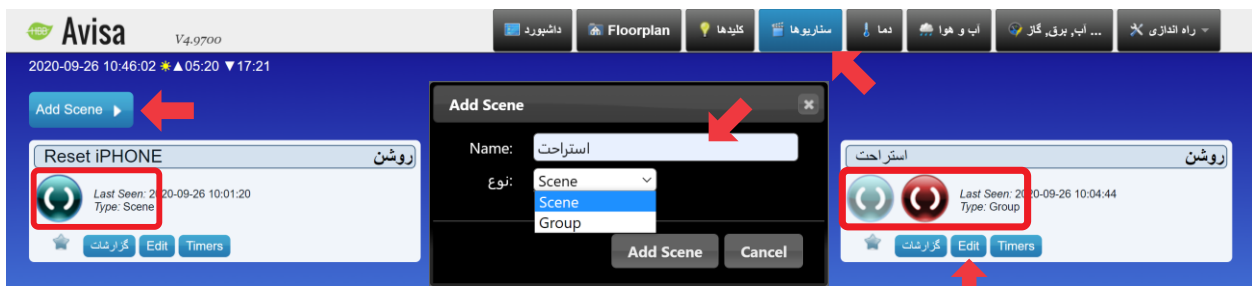 Avisa V4.9700
داشبورد
Floorplan
کلیدها
سناریوها
دما
آب و هوا
آب, برق, گاز ...
راه اندازی
2020-09-26 10:46:02 ☀▲05:20 ▼17:21
Add Scene
Reset iPHONE روشن
Last Seen: 2020-09-26 10:01:20
Type: Scene
گزارشات Edit Timers
Add Scene
Name: استراحت
نوع: Scene
Scene
Group
Add Scene Cancel
استراحت روشن
Last Seen: 2020-09-26 10:04:44
Type: Group
گزارشات Edit Timers